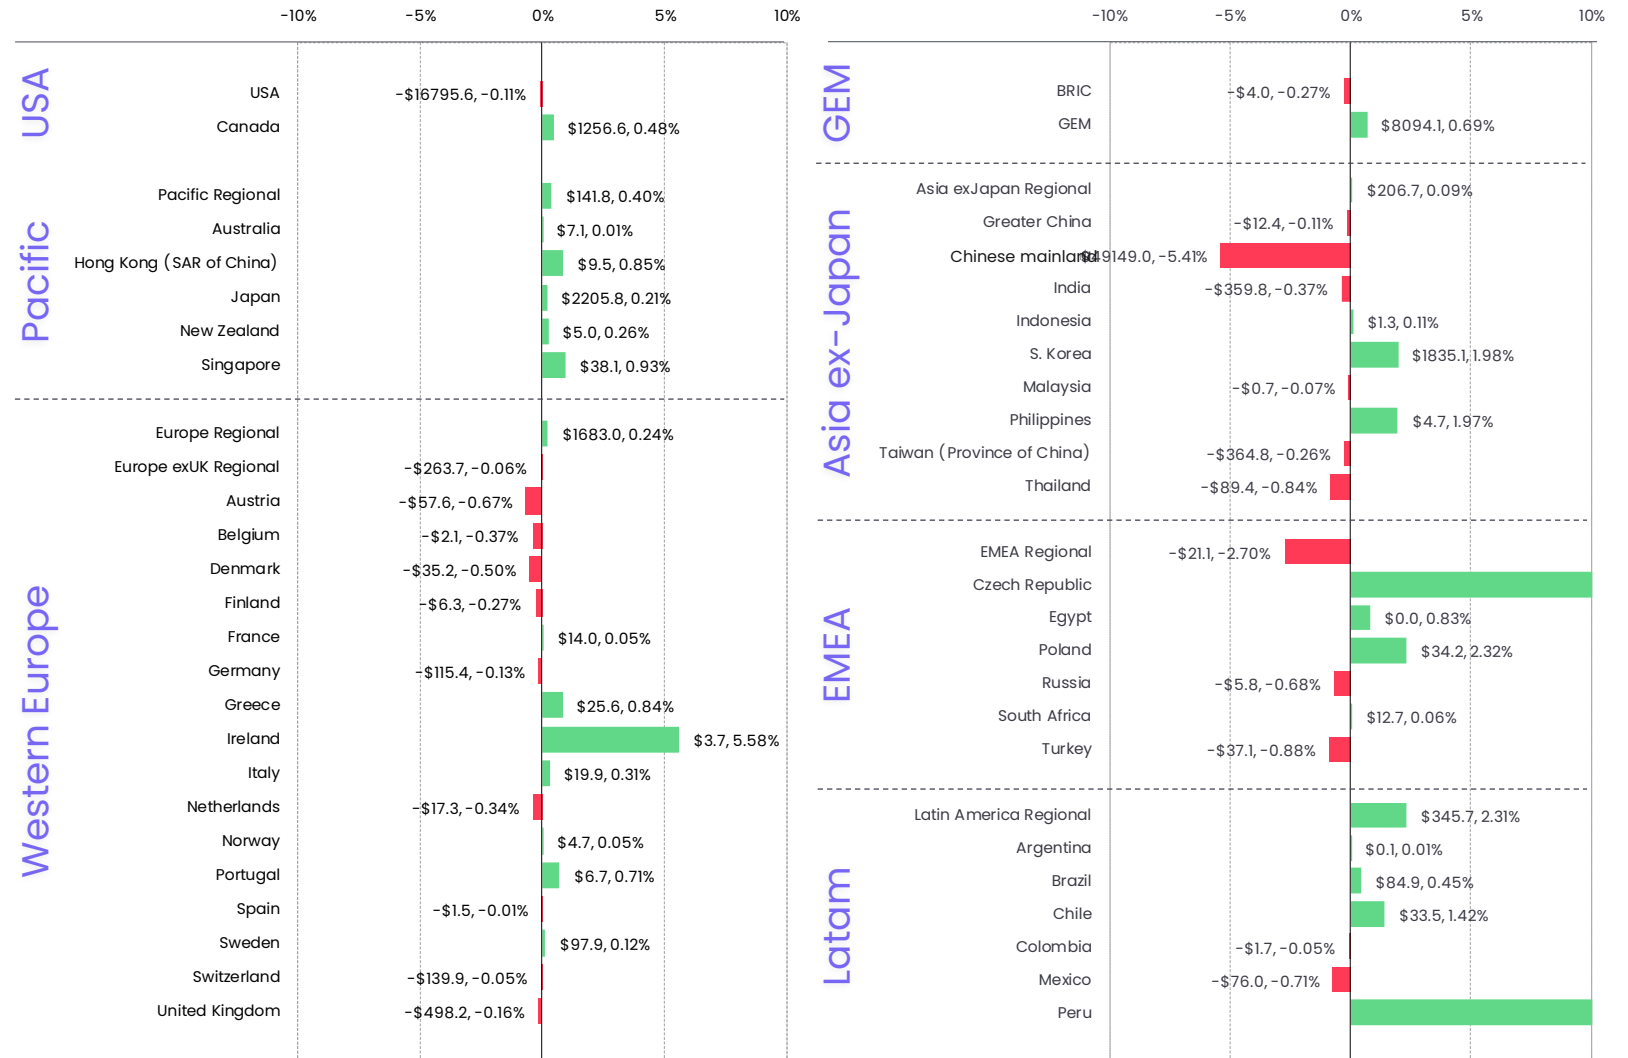 -10% -5% 0% 5% 10%
USA
USA -$16795.6, -0.11%
Canada $1256.6, 0.48%
Pacific
Pacific Regional $141.8, 0.40%
Australia $7.1, 0.01%
Hong Kong (SAR of China) $9.5, 0.85%
Japan $2205.8, 0.21%
New Zealand $5.0, 0.26%
Singapore $38.1, 0.93%
Western Europe
Europe Regional $1683.0, 0.24%
Europe exUK Regional -$263.7, -0.06%
Austria -$57.6, -0.67%
Belgium -$2.1, -0.37%
Denmark -$35.2, -0.50%
Finland -$6.3, -0.27%
France $14.0, 0.05%
Germany -$115.4, -0.13%
Greece $25.6, 0.84%
Ireland $3.7, 5.58%
Italy $19.9, 0.31%
Netherlands -$17.3, -0.34%
Norway $4.7, 0.05%
Portugal $6.7, 0.71%
Spain -$1.5, -0.01%
Sweden $97.9, 0.12%
Switzerland -$139.9, -0.05%
United Kingdom -$498.2, -0.16%
-10% -5% 0% 5% 10%
GEM
BRIC -$4.0, -0.27%
GEM $8094.1, 0.69%
Asia ex-Japan
Asia exJapan Regional $206.7, 0.09%
Greater China -$12.4, -0.11%
Chinese mainland -$49149.0, -5.41%
India -$359.8, -0.37%
Indonesia $1.3, 0.11%
S. Korea $1835.1, 1.98%
Malaysia -$0.7, -0.07%
Philippines $4.7, 1.97%
Taiwan (Province of China) -$364.8, -0.26%
Thailand -$89.4, -0.84%
EMEA
EMEA Regional -$21.1, -2.70%
Czech Republic
Egypt $0.0, 0.83%
Poland $34.2, 2.32%
Russia -$5.8, -0.68%
South Africa $12.7, 0.06%
Turkey -$37.1, -0.88%
Latam
Latin America Regional $345.7, 2.31%
Argentina $0.1, 0.01%
Brazil $84.9, 0.45%
Chile $33.5, 1.42%
Colombia -$1.7, -0.05%
Mexico -$76.0, -0.71%
Peru